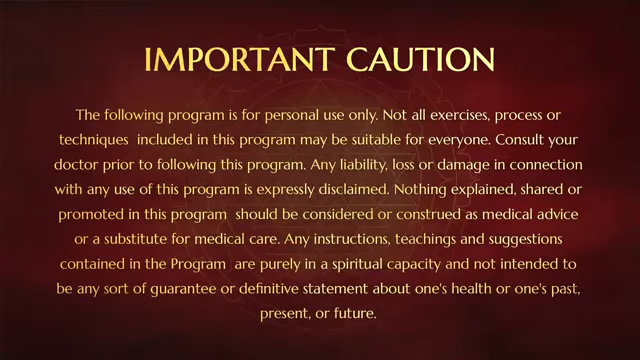 IMPORTANT CAUTION
The following program is for personal use only. Not all exercises, process or
techniques  included in this program may be suitable for everyone. Consult your
doctor prior to following this program. Any liability, loss or damage in connection
with any use of this program is expressly disclaimed. Nothing explained, shared or
promoted in this program  should be considered or construed as medical advice
or a substitute for medical care. Any instructions, teachings and suggestions
contained in the Program  are purely in a spiritual capacity and not intended to
be any sort of guarantee or definitive statement about one's health or one's past,
present, or future.